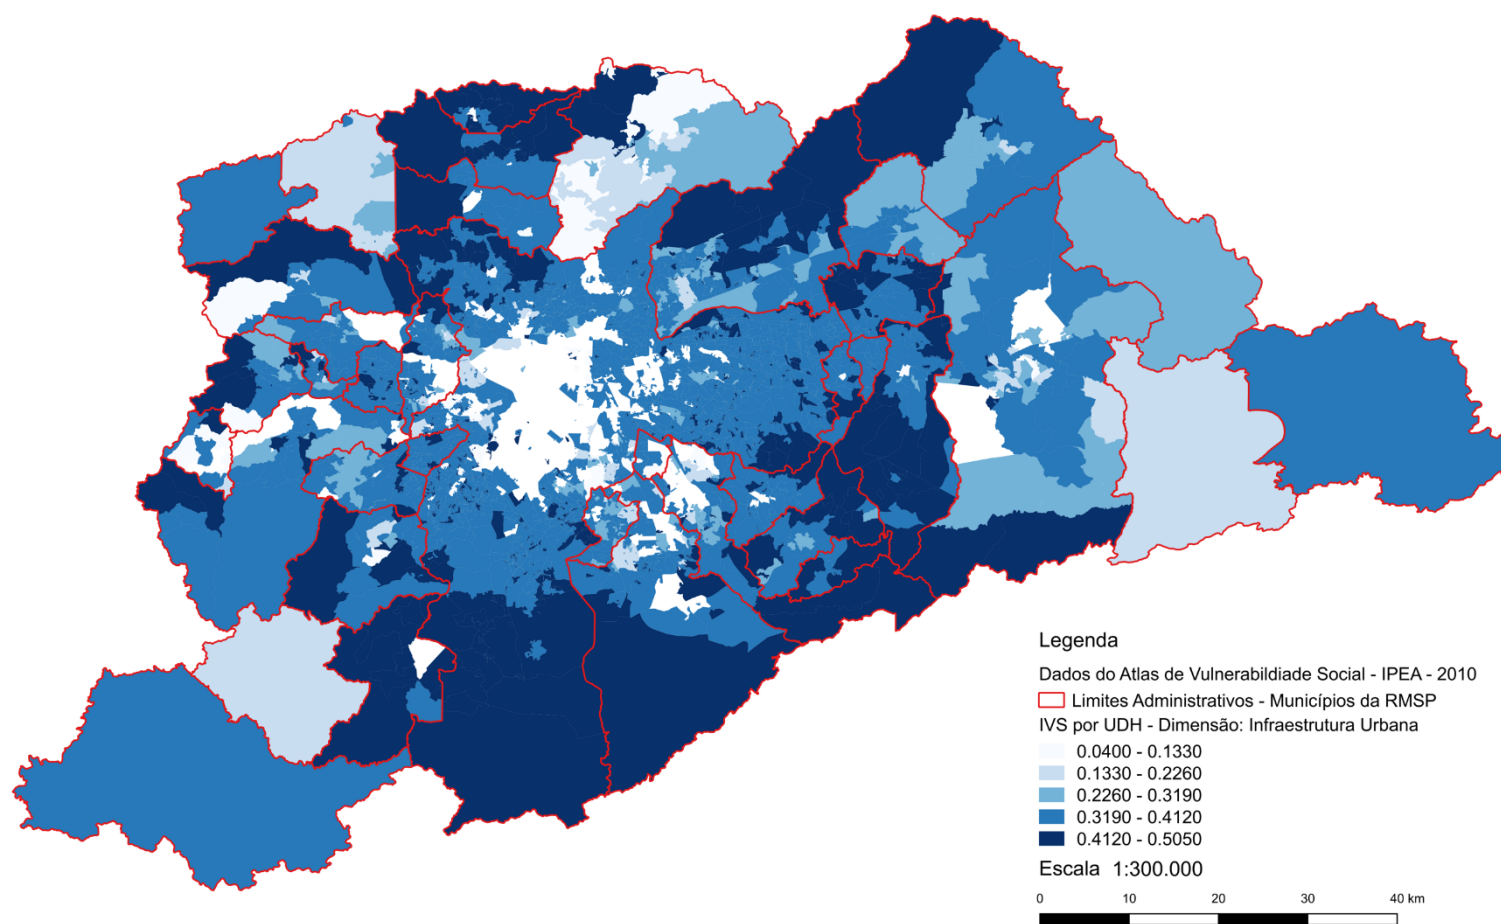 Legenda
Dados do Atlas de Vulnerabildiade Social - IPEA - 2010
Limites Administrativos - Municípios da RMSP
IVS por UDH - Dimensão: Infraestrutura Urbana
0.0400 - 0.1330
0.1330 - 0.2260
0.2260 - 0.3190
0.3190 - 0.4120
0.4120 - 0.5050
Escala 1:300.000
0 10 20 30 40 km